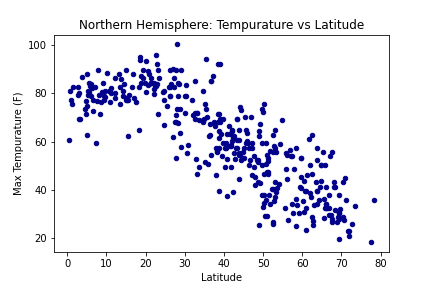 Northern Hemisphere: Tempurature vs Latitude
100
80
60
40
20
Max Tempurature (F)
0 10 20 30 40 50 60 70 80
Latitude